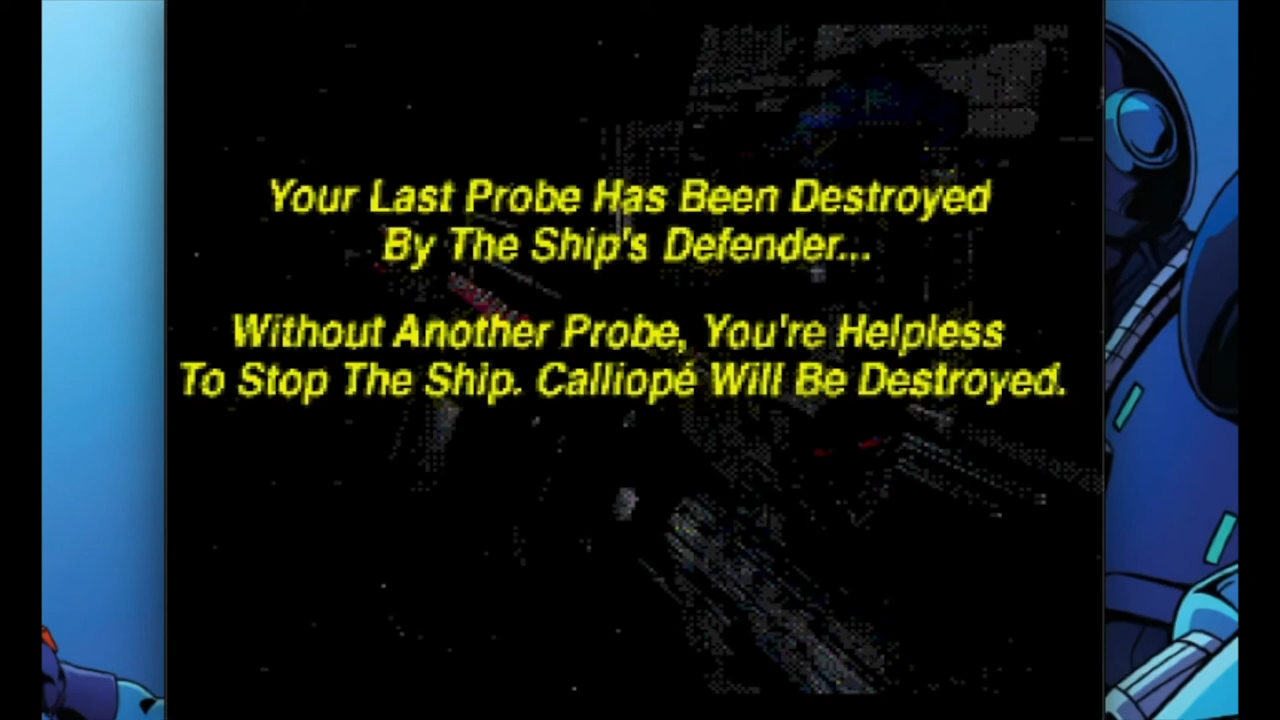 Your Last Probe Has Been Destroyed
By The Ship's Defender...
Without Another Probe, You're Helpless
To Stop The Ship. Calliopé Will Be Destroyed.